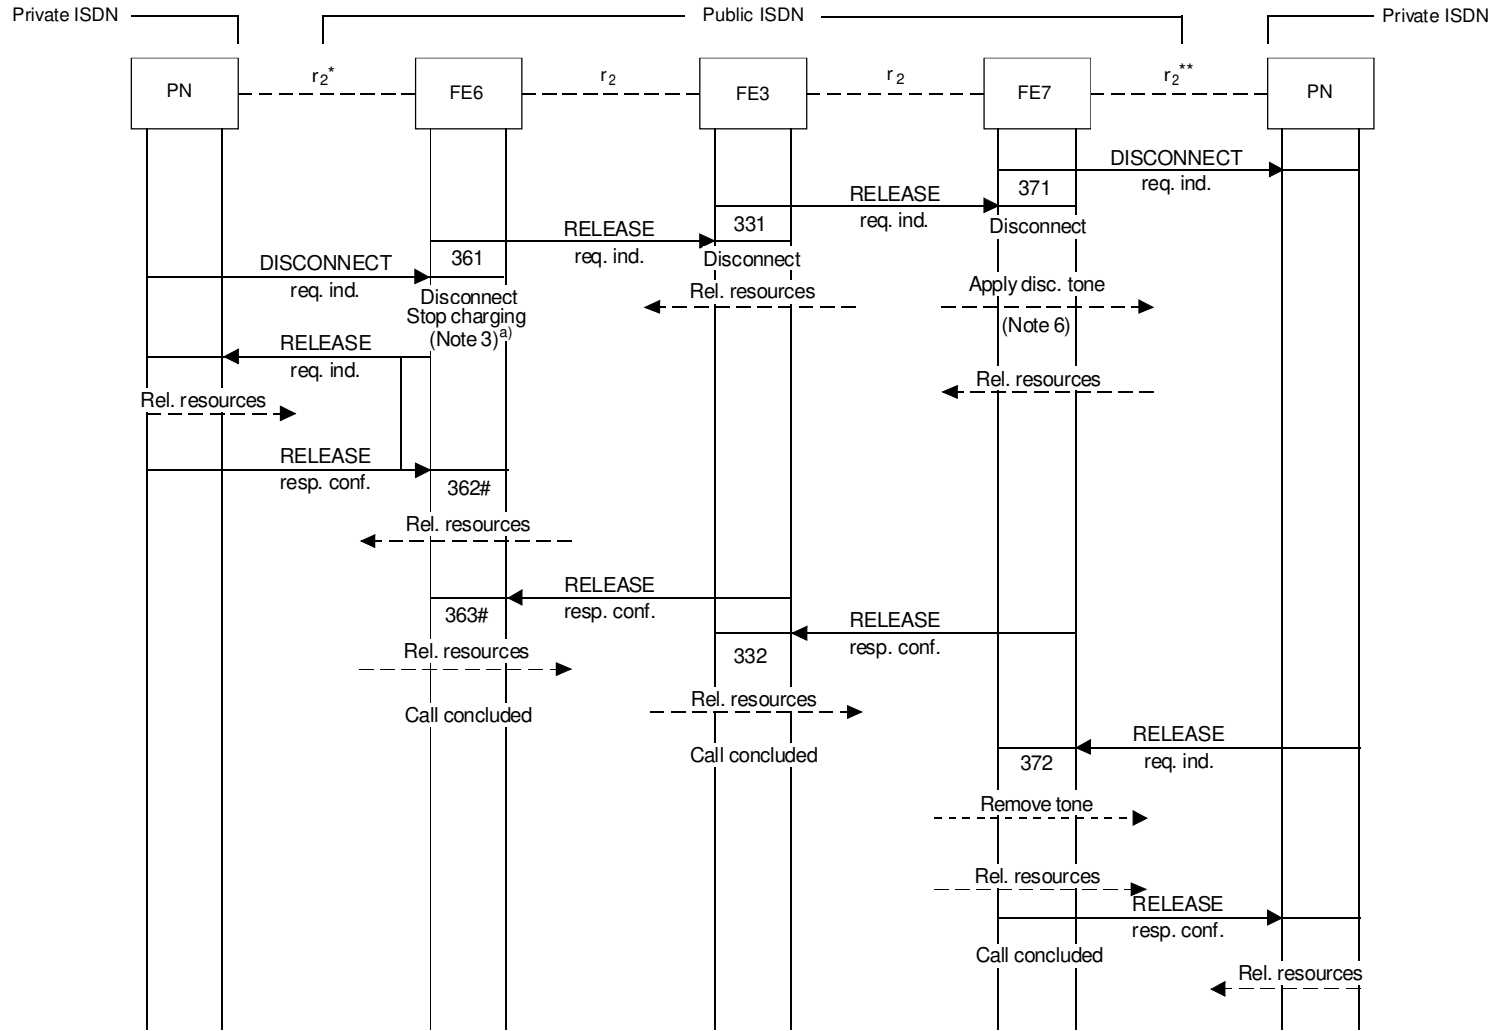 Private ISDN
Public ISDN
Private ISDN
PN
r2*
FE6
r2
FE3
r2
FE7
r2**
PN
DISCONNECT
req. ind.
371
Disconnect
RELEASE
req. ind.
331
Disconnect
RELEASE
req. ind.
361
DISCONNECT
req. ind.
Disconnect
Stop charging
(Note 3)a)
Rel. resources
Apply disc. tone
(Note 6)
RELEASE
req. ind.
Rel. resources
Rel. resources
RELEASE
resp. conf.
362#
Rel. resources
RELEASE
resp. conf.
363#
RELEASE
resp. conf.
332
Rel. resources
Rel. resources
Call concluded
Call concluded
RELEASE
req. ind.
372
Remove tone
Rel. resources
RELEASE
resp. conf.
Call concluded
Rel. resources